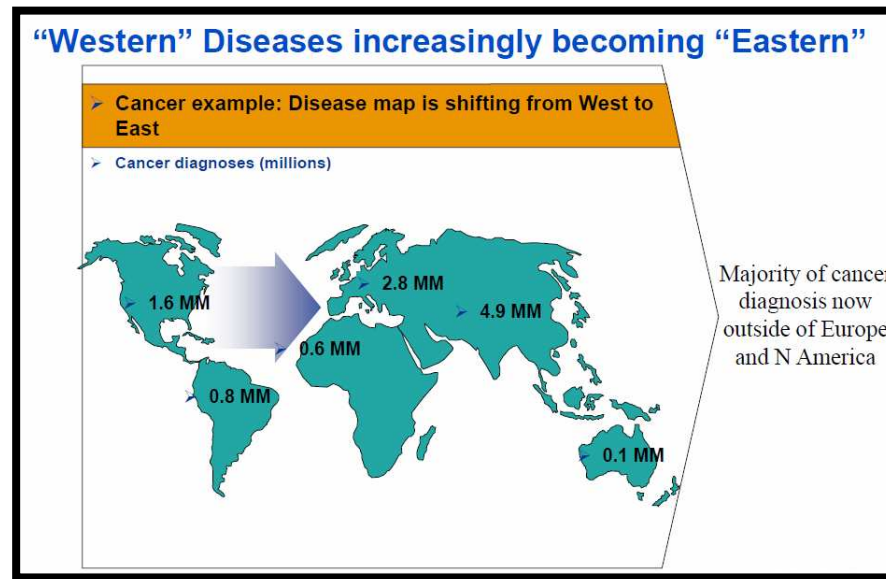 “Western” Diseases increasingly becoming “Eastern”
Cancer example: Disease map is shifting from West to
East
Cancer diagnoses (millions)
1.6 MM
2.8 MM
4.9 MM
0.6 MM
0.8 MM
0.1 MM
Majority of cancer
diagnosis now
outside of Europe
and N America